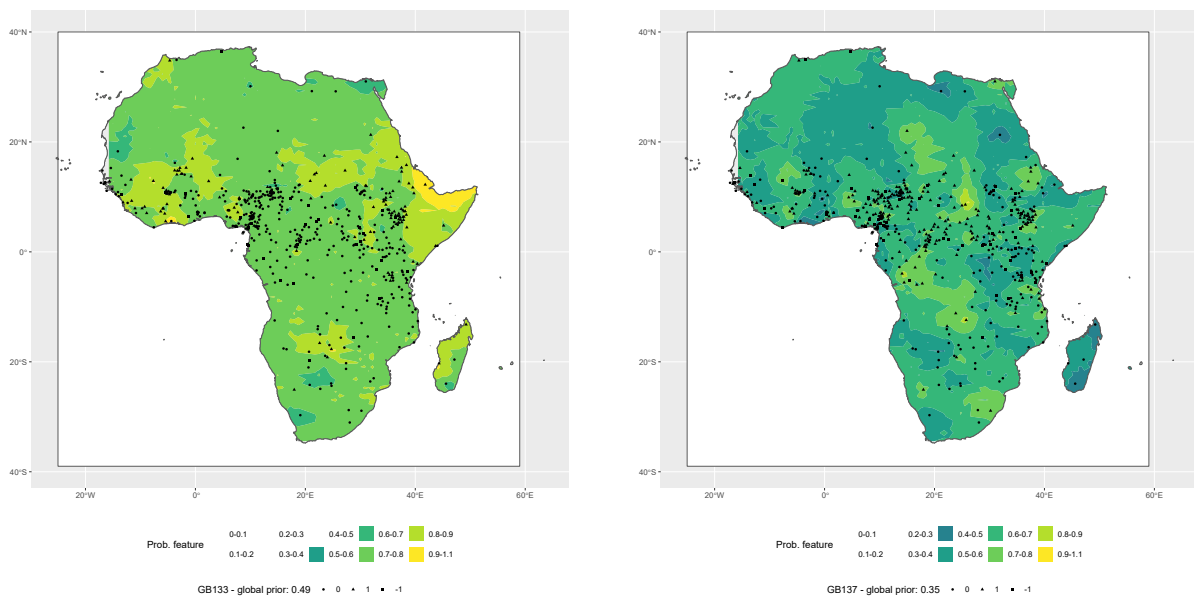 40°N
20°N
0°
20°S
40°S
20°W 0° 20°E 40°E 60°E
Prob. feature
0-0.1 0.2-0.3 0.4-0.5 0.6-0.7 0.8-0.9
0.1-0.2 0.3-0.4 0.5-0.6 0.7-0.8 0.9-1.1
GB133 - global prior: 0.49 0 1 -1
40°N
20°N
0°
20°S
40°S
20°W 0° 20°E 40°E 60°E
Prob. feature
0-0.1 0.2-0.3 0.4-0.5 0.6-0.7 0.8-0.9
0.1-0.2 0.3-0.4 0.5-0.6 0.7-0.8 0.9-1.1
GB137 - global prior: 0.35 0 1 -1